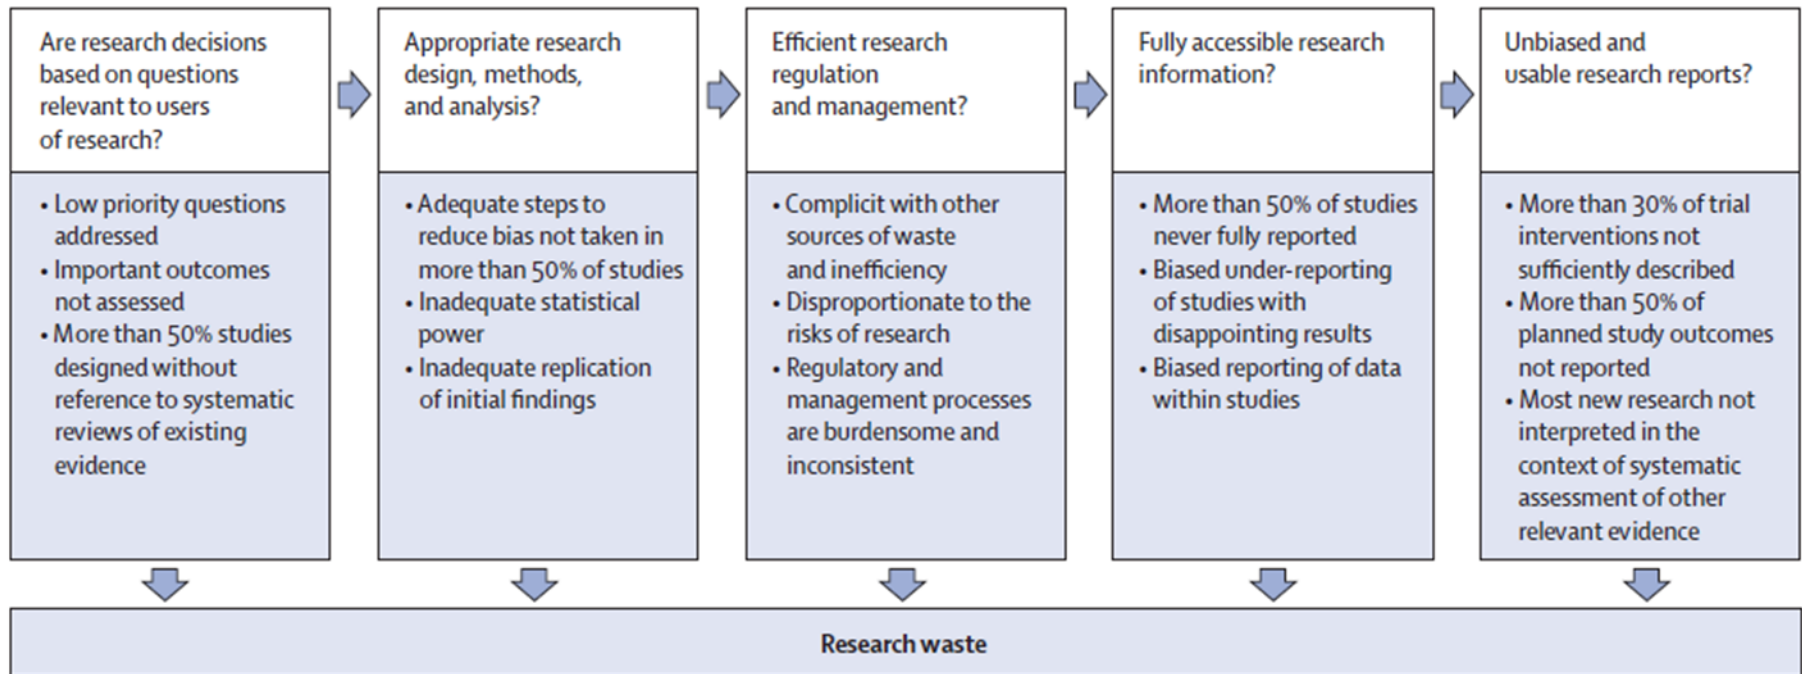 Are research decisions
based on questions
relevant to users
of research?
• Low priority questions
addressed
• Important outcomes
not assessed
• More than 50% studies
designed without
reference to systematic
reviews of existing
evidence
Appropriate research
design, methods,
and analysis?
• Adequate steps to
reduce bias not taken in
more than 50% of studies
• Inadequate statistical
power
• Inadequate replication
of initial findings
Efficient research
regulation
and management?
• Complicit with other
sources of waste
and inefficiency
• Disproportionate to the
risks of research
• Regulatory and
management processes
are burdensome and
inconsistent
Fully accessible research
information?
• More than 50% of studies
never fully reported
• Biased under-reporting
of studies with
disappointing results
• Biased reporting of data
within studies
Unbiased and
usable research reports?
• More than 30% of trial
interventions not
sufficiently described
• More than 50% of
planned study outcomes
not reported
• Most new research not
interpreted in the
context of systematic
assessment of other
relevant evidence
Research waste